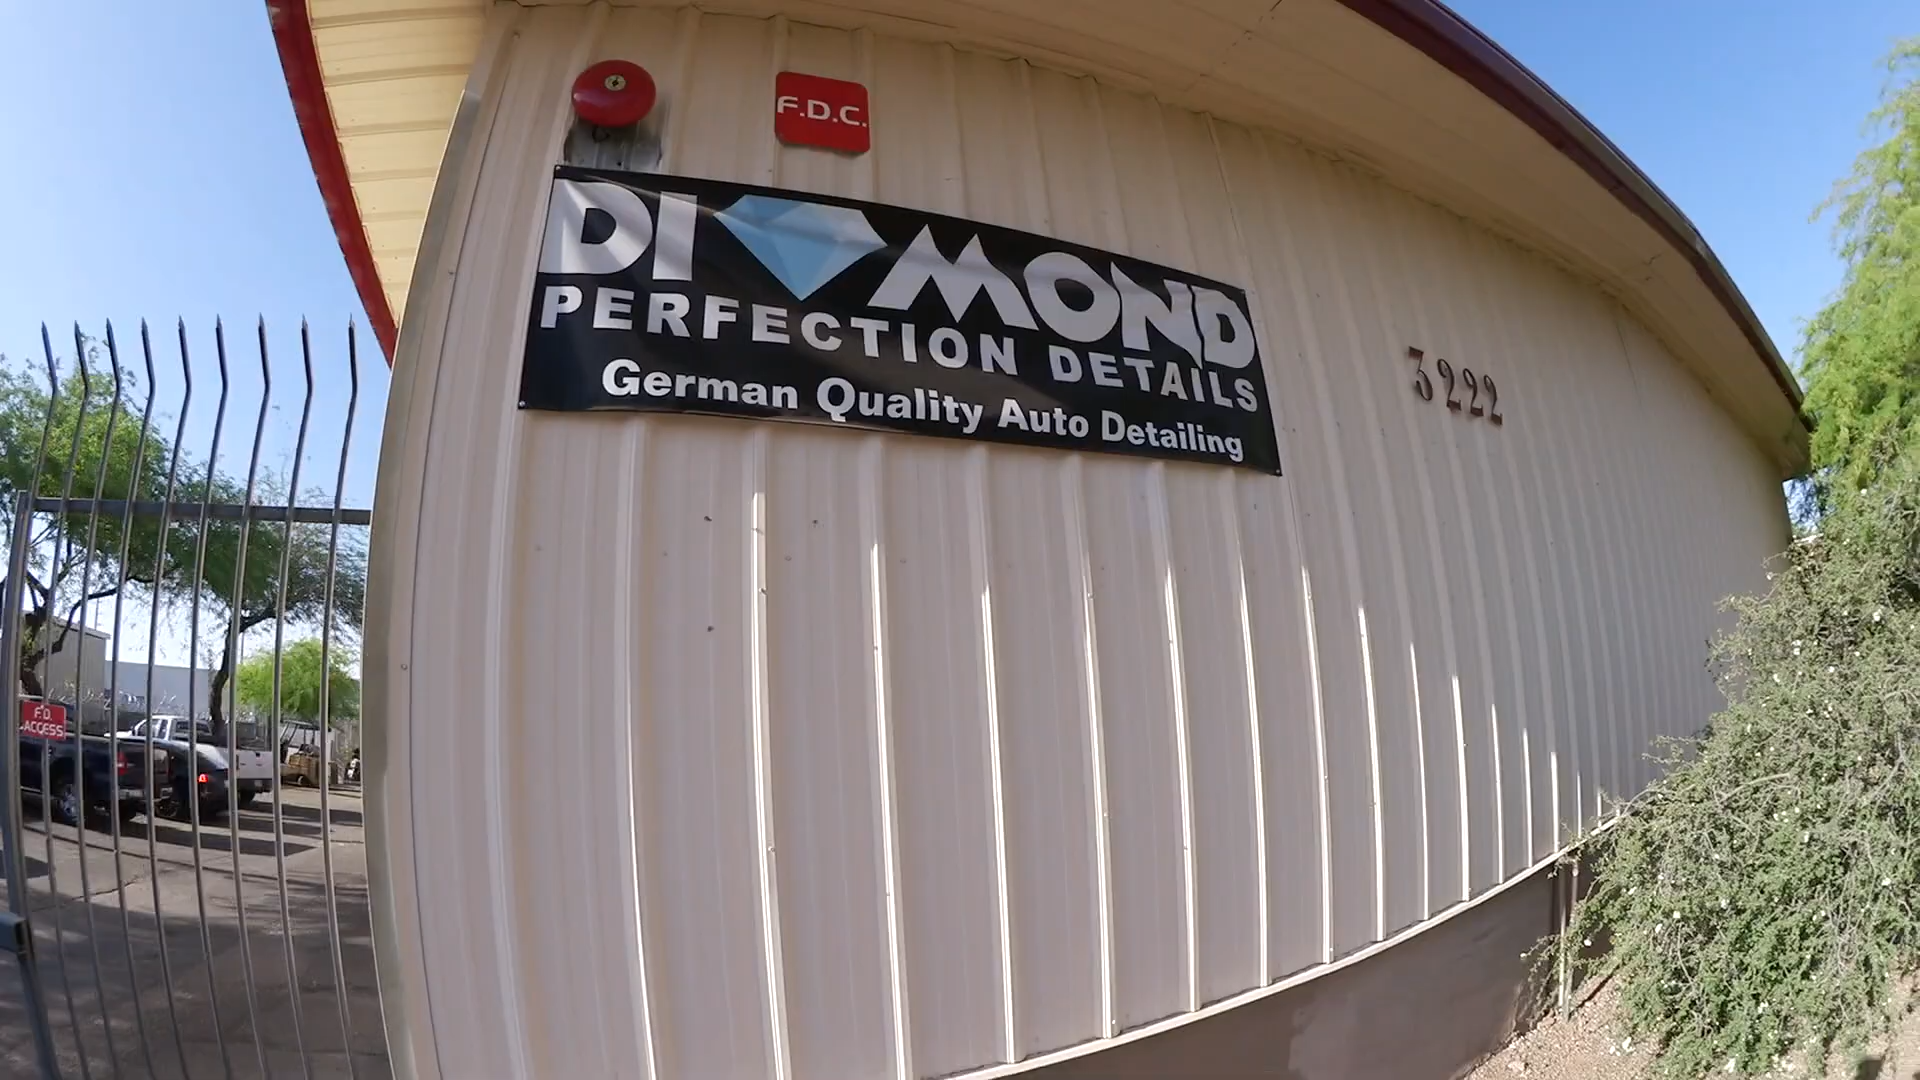 F.D.C.
DI MOND
PERFECTION DETAILS
German Quality Auto Detailing
3222
F.D.
ACCESS